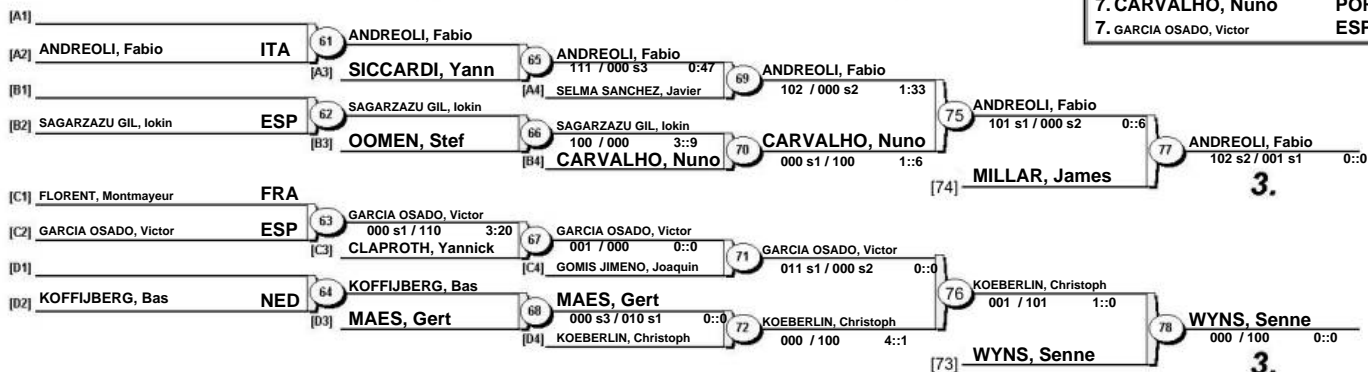 7. CARVALHO, Nuno POR
7. GARCIA OSADO, Victor ESP
[A1]
[A2] ANDREOLI, Fabio ITA
61
ANDREOLI, Fabio
[A3] SICCARDI, Yann
65
ANDREOLI, Fabio
111 / 000 s3 0:47
[A4] SELMA SANCHEZ, Javier
69
ANDREOLI, Fabio
102 / 000 s2 1:33
[B1]
[B2] SAGARZAZU GIL, Iokin ESP
62
SAGARZAZU GIL, Iokin
[B3] OOMEN, Stef
66
SAGARZAZU GIL, Iokin
100 / 000 3::9
[B4] CARVALHO, Nuno
70
CARVALHO, Nuno
000 s1 / 100 1::6
75
ANDREOLI, Fabio
101 s1 / 000 s2 0::6
[74] MILLAR, James
77
ANDREOLI, Fabio
102 s2 / 001 s1 0::0
3.
[C1] FLORENT, Montmayeur FRA
[C2] GARCIA OSADO, Victor ESP
63
GARCIA OSADO, Victor
000 s1 / 110 3:20
[C3] CLAPROTH, Yannick
67
GARCIA OSADO, Victor
001 / 000 0::0
[C4] GOMIS JIMENO, Joaquin
71
GARCIA OSADO, Victor
011 s1 / 000 s2 0::0
[D1]
[D2] KOFFIJBERG, Bas NED
64
KOFFIJBERG, Bas
[D3] MAES, Gert
68
MAES, Gert
000 s3 / 010 s1 0::0
[D4] KOEBERLIN, Christoph
72
KOEBERLIN, Christoph
000 / 100 4::1
76
KOEBERLIN, Christoph
001 / 101 1::0
[73] WYNS, Senne
78
WYNS, Senne
000 / 100 0::0
3.